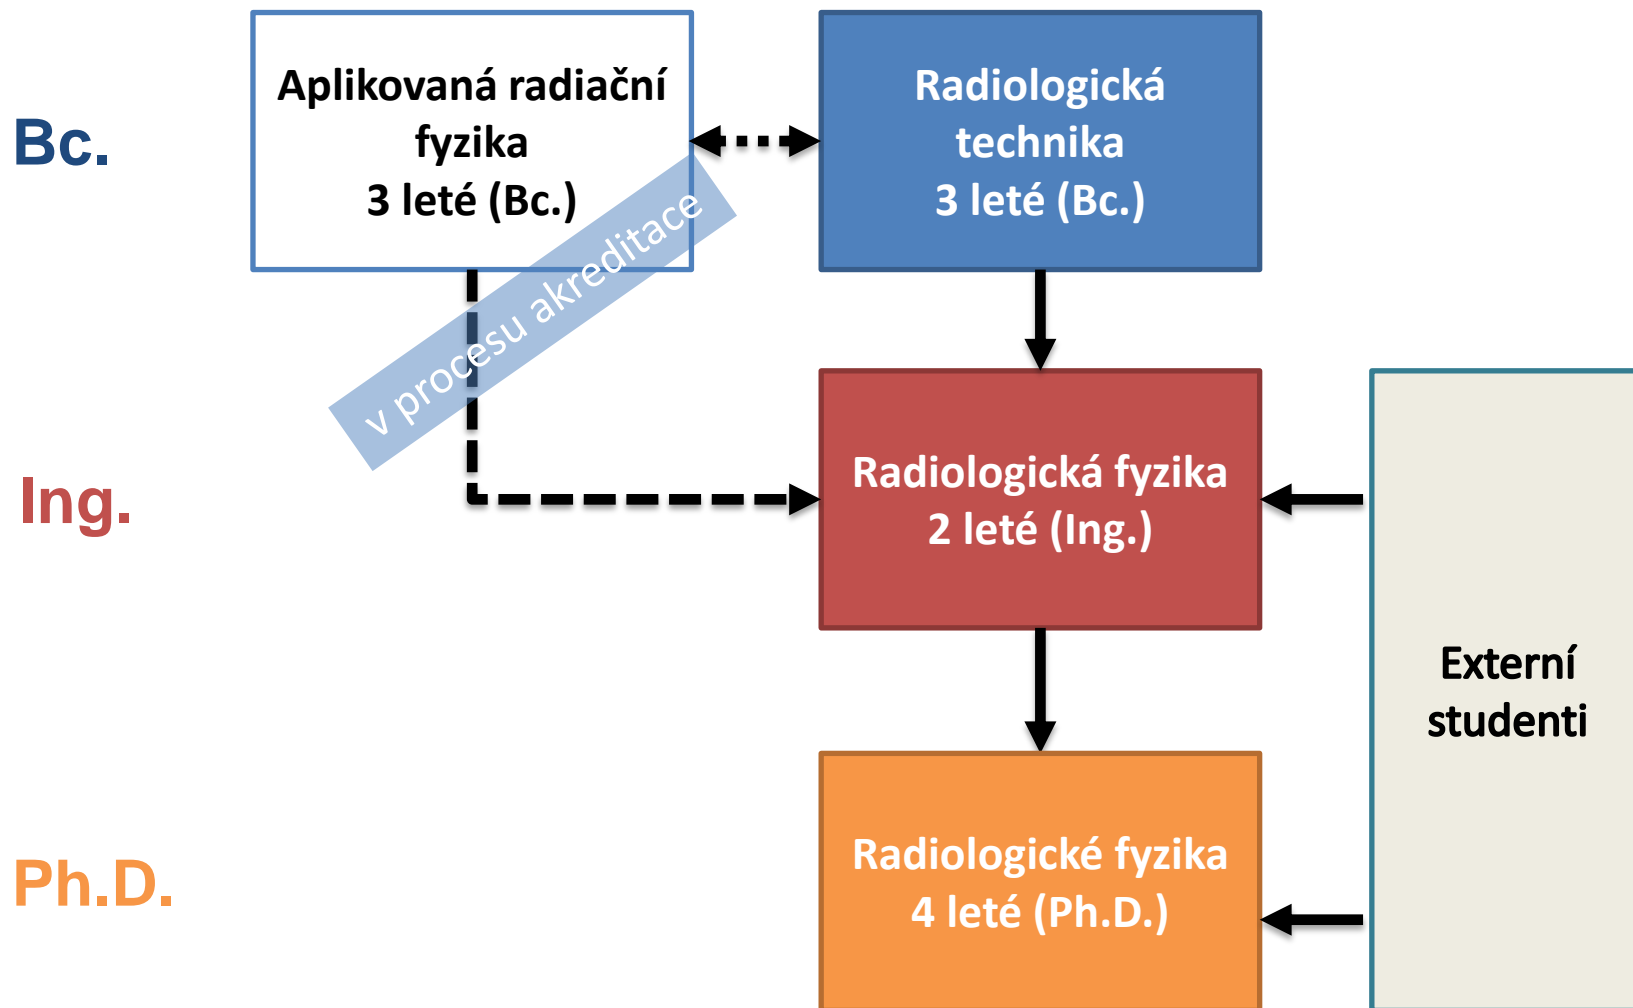 Bc.
Aplikovaná radiační
fyzika
3 leté (Bc.)
Radiologická
technika
3 leté (Bc.)
v procesu akreditace
Ing.
Radiologická fyzika
2 leté (Ing.)
Externí
studenti
Ph.D.
Radiologické fyzika
4 leté (Ph.D.)